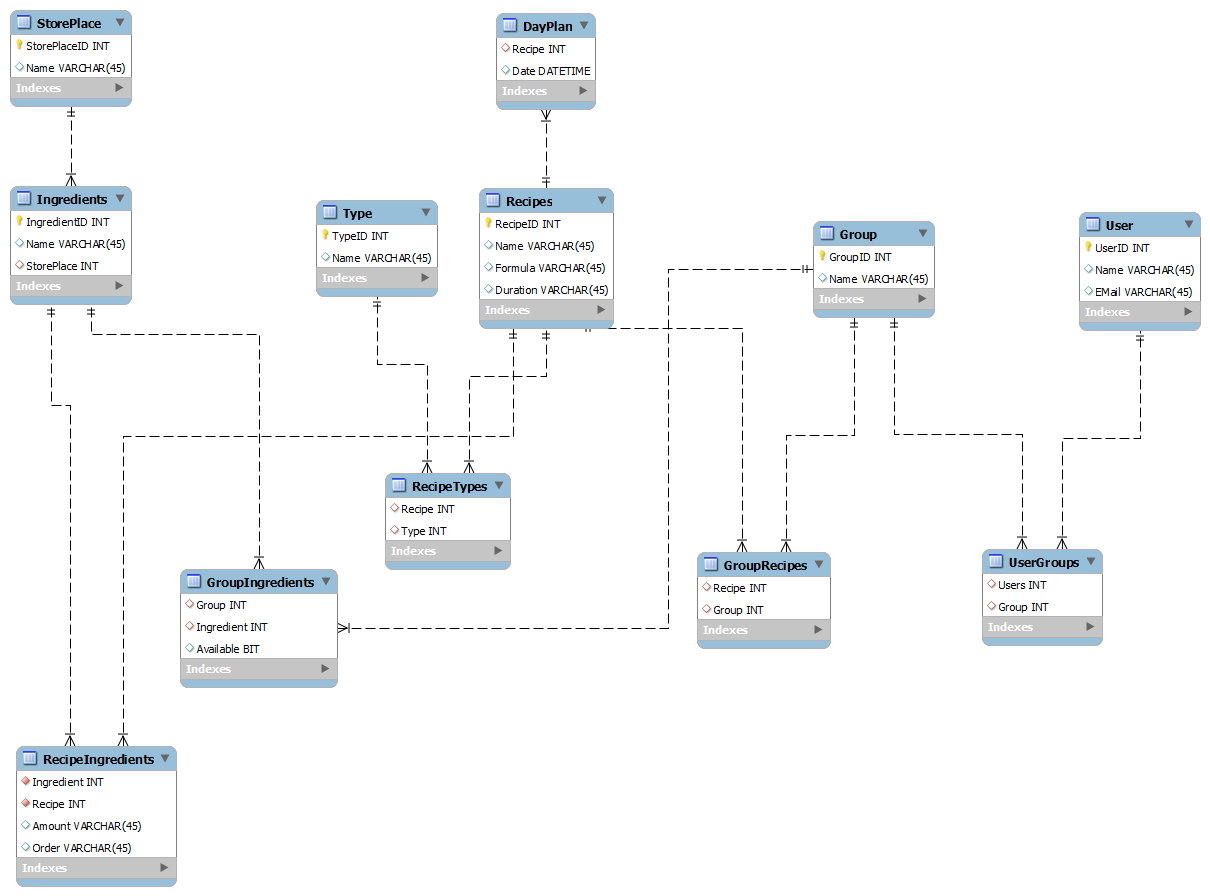 StorePlace
StorePlaceID INT
Name VARCHAR(45)
Indexes
DayPlan
Recipe INT
Date DATETIME
Indexes
Ingredients
IngredientID INT
Name VARCHAR(45)
StorePlace INT
Indexes
Type
TypeID INT
Name VARCHAR(45)
Indexes
Recipes
RecipeID INT
Name VARCHAR(45)
Formula VARCHAR(45)
Duration VARCHAR(45)
Indexes
Group
GroupID INT
Name VARCHAR(45)
Indexes
User
UserID INT
Name VARCHAR(45)
EMail VARCHAR(45)
Indexes
RecipeTypes
Recipe INT
Type INT
Indexes
GroupIngredients
Group INT
Ingredient INT
Available BIT
Indexes
GroupRecipes
Recipe INT
Group INT
Indexes
UserGroups
Users INT
Group INT
Indexes
RecipeIngredients
Ingredient INT
Recipe INT
Amount VARCHAR(45)
Order VARCHAR(45)
Indexes